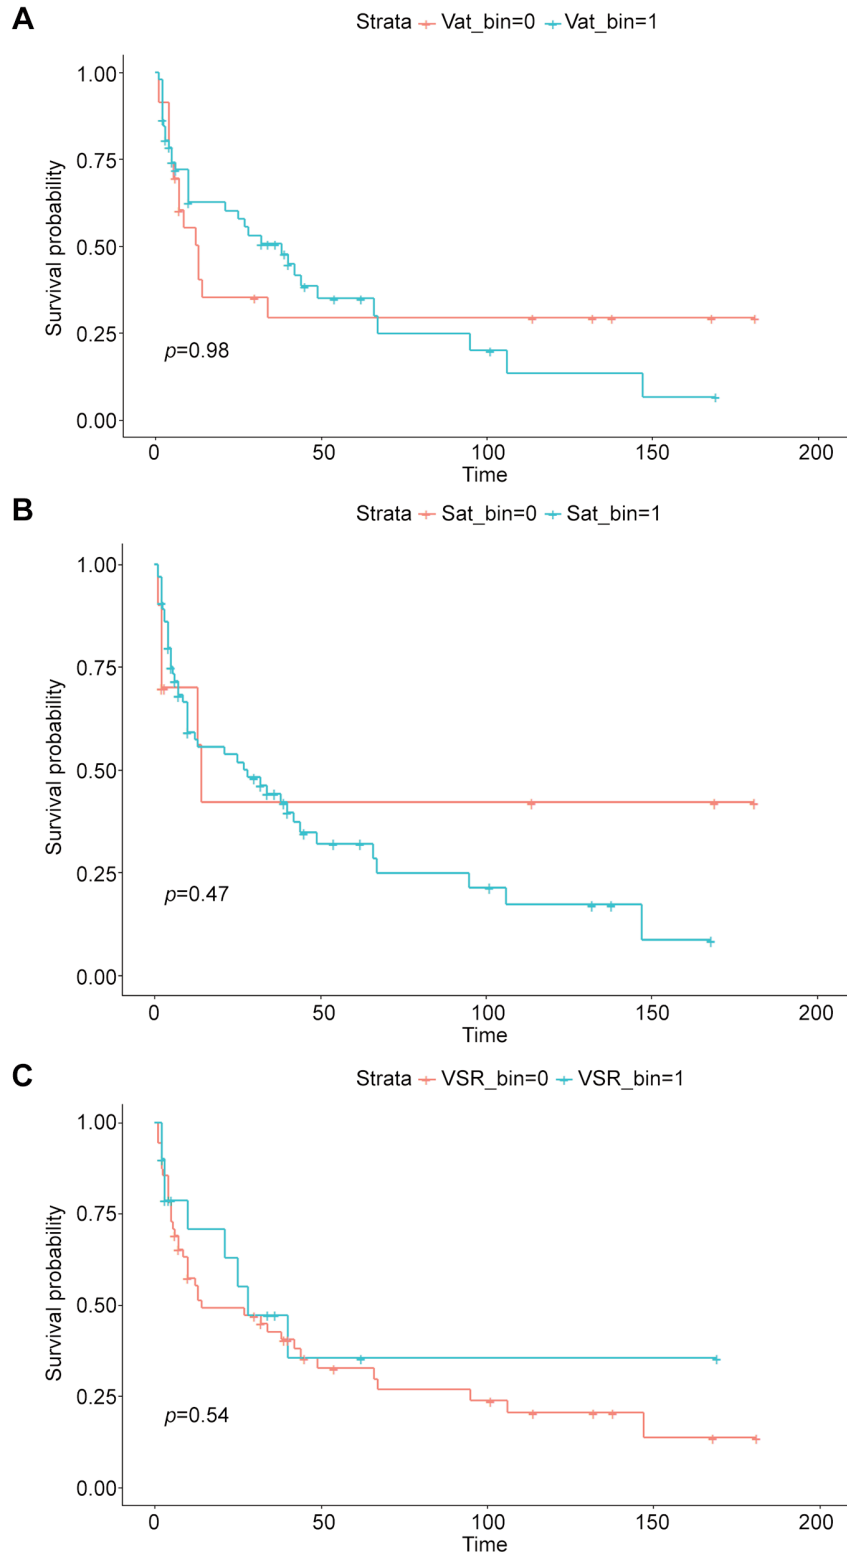 A
Strata Vat_bin=0 Vat_bin=1
Survival probability
1.00
0.75
0.50
0.25
0.00
p=0.98
0 50 100 150 200
Time
B
Strata Sat_bin=0 Sat_bin=1
Survival probability
1.00
0.75
0.50
0.25
0.00
p=0.47
0 50 100 150 200
Time
C
Strata VSR_bin=0 VSR_bin=1
Survival probability
1.00
0.75
0.50
0.25
0.00
p=0.54
0 50 100 150 200
Time